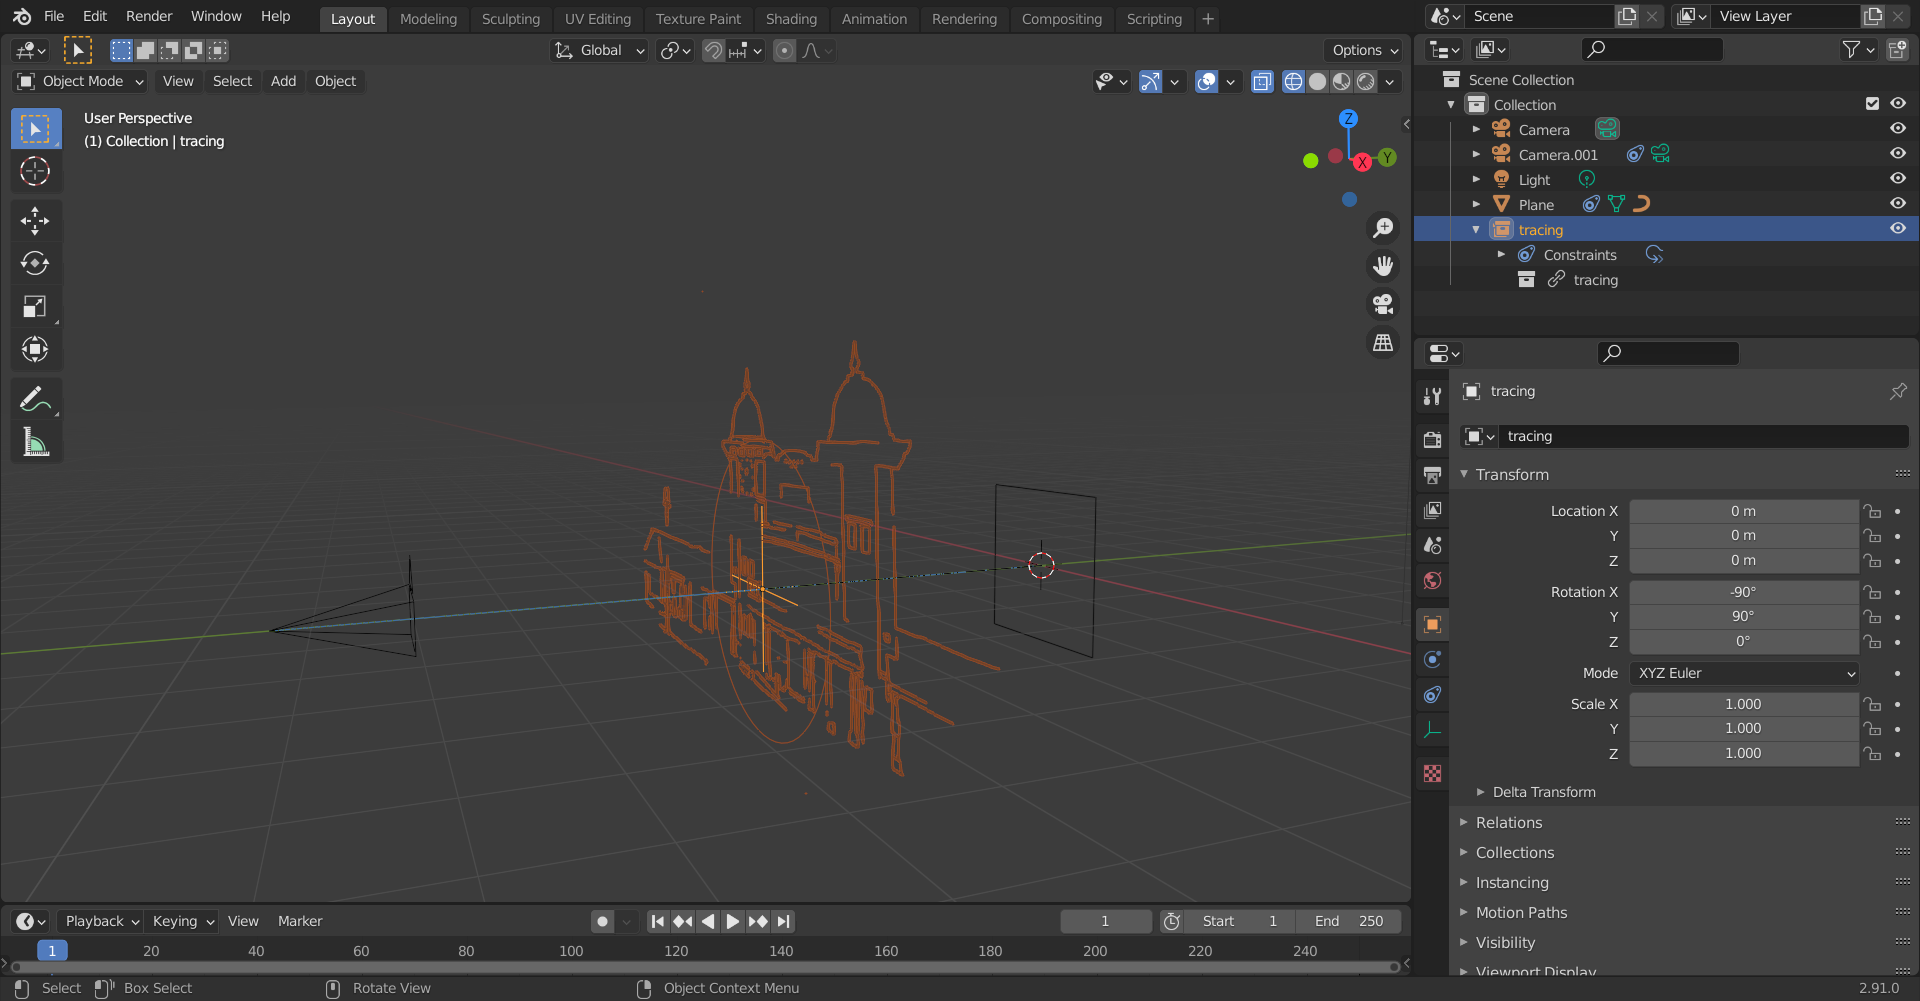 File Edit Render Window Help Layout Modeling Sculpting UV Editing Texture Paint Shading Animation Rendering Compositing Scripting + Scene View Layer
Global Options
Object Mode View Select Add Object
User Perspective
(1) Collection | tracing
Z
X Y
Scene Collection
Collection
Camera
Camera.001
Light
Plane
tracing
Constraints
tracing
tracing
tracing
Transform
Location X 0 m
Y 0 m
Z 0 m
Rotation X -90°
Y 90°
Z 0°
Mode XYZ Euler
Scale X 1.000
Y 1.000
Z 1.000
Delta Transform
Relations
Collections
Instancing
Motion Paths
Visibility
Viewport Display
Playback Keying View Marker 1 Start 1 End 250
1 20 40 60 80 100 120 140 160 180 200 220 240
Select Box Select Rotate View Object Context Menu 2.91.0